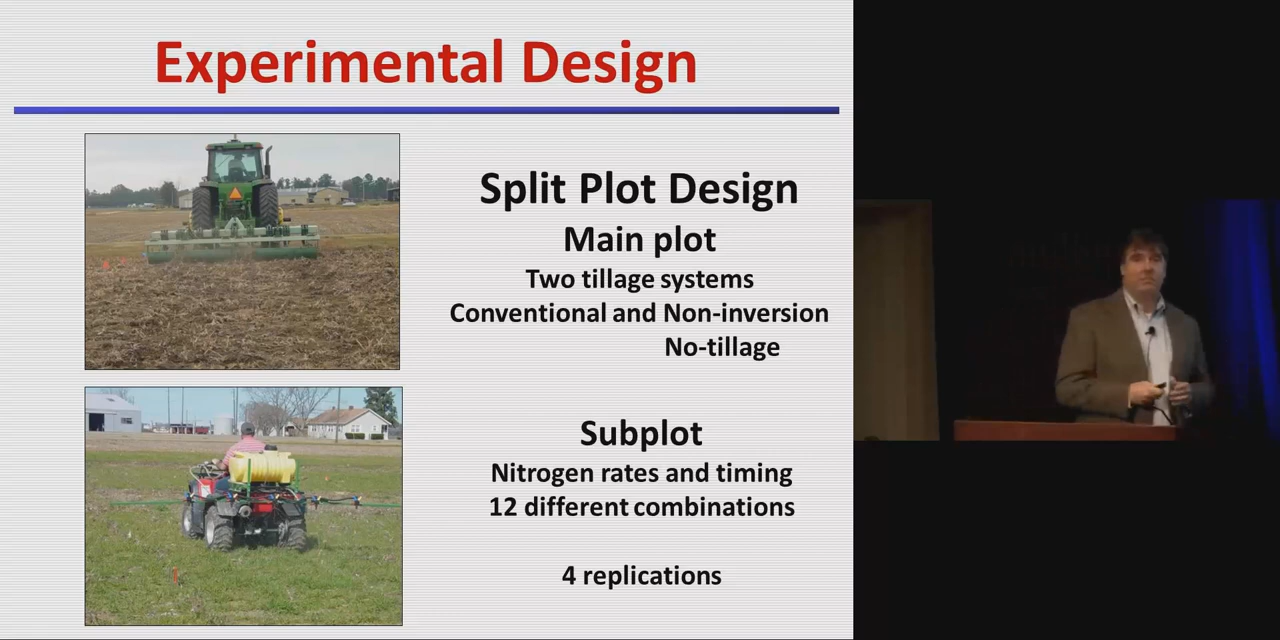 Experimental Design
Split Plot Design
Main plot
Two tillage systems
Conventional and Non-inversion
No-tillage
Subplot
Nitrogen rates and timing
12 different combinations
4 replications